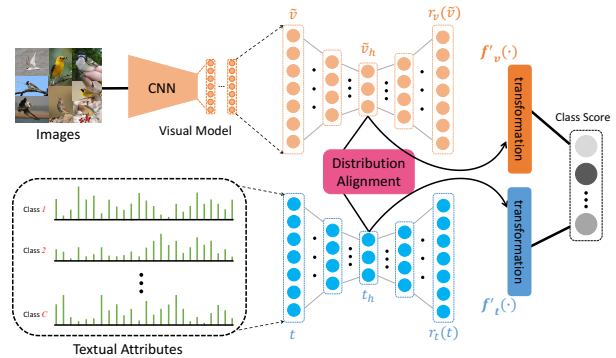 ṽ
ṽ_h
r_v(ṽ)
f'_v(·)
CNN
Images
Visual Model
transformation
Class Score
Distribution
Alignment
Class 1
Class 2
Class C
transformation
t
t_h
r_t(t)
f'_t(·)
Textual Attributes